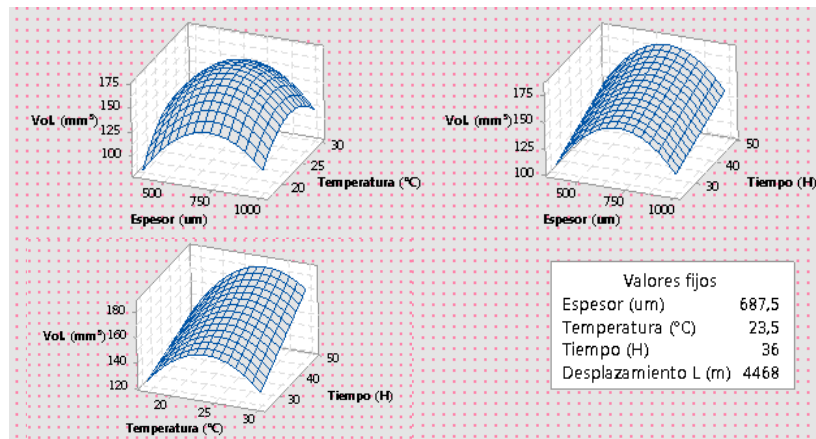 175
150
125
100
Vol. (mm³)
500
750
1000
Espesor (um)
20
25
30
Temperatura (°C)
175
150
125
100
Vol. (mm³)
500
750
1000
Espesor (um)
30
40
50
Tiempo (H)
180
160
140
120
Vol. (mm³)
20
25
30
Temperatura (°C)
30
40
50
Tiempo (H)
Valores fijos
Espesor (um) 687,5
Temperatura (°C) 23,5
Tiempo (H) 36
Desplazamiento L (m) 4468